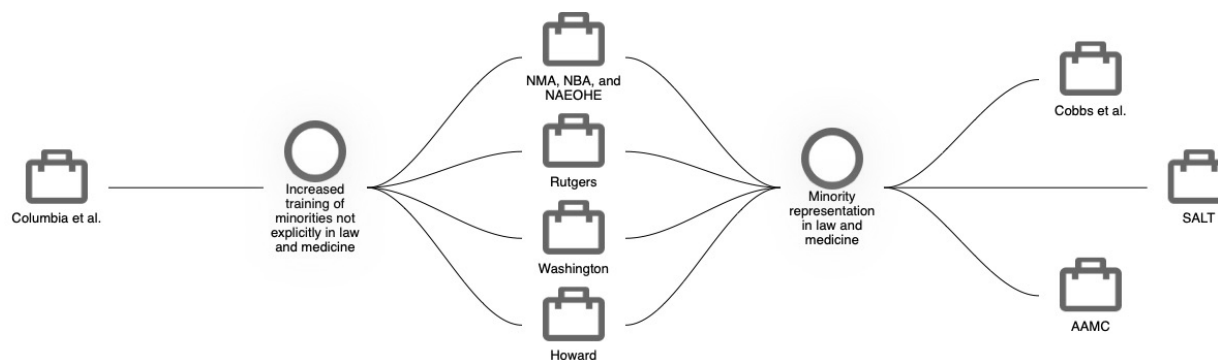 Columbia et al.
Increased
training of
minorities not
explicitly in law
and medicine
NMA, NBA, and
NAEOHE
Rutgers
Washington
Howard
Minority
representation
in law and
medicine
Cobbs et al.
SALT
AAMC